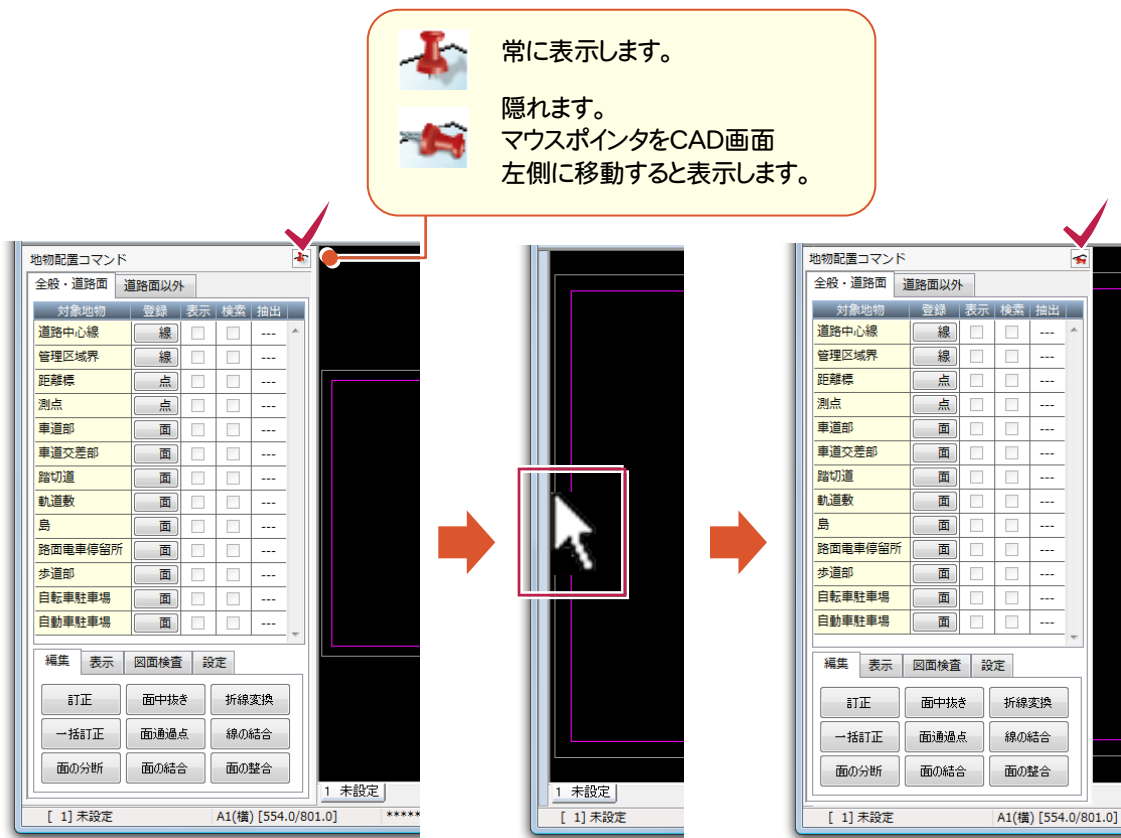 常に表示します。
隠れます。
マウスポインタをCAD画面
左側に移動すると表示します。
地物配置コマンド
全般・道路面 道路面以外
対象地物 登録 表示 検索 抽出
道路中心線 線 ---
管理区域界 線 ---
距離標 点 ---
測点 点 ---
車道部 面 ---
車道交差部 面 ---
踏切道 面 ---
軌道敷 面 ---
島 面 ---
路面電車停留所 面 ---
歩道部 面 ---
自転車駐車場 面 ---
自動車駐車場 面 ---
編集 表示 図面検査 設定
訂正 面中抜き 折線変換
一括訂正 面通過点 線の結合
面の分断 面の結合 面の整合
1 未設定
[ 1] 未設定 A1(横) [554.0/801.0] *****
1 未設定
[ 1] 未設定
地物配置コマンド
全般・道路面 道路面以外
対象地物 登録 表示 検索 抽出
道路中心線 線 ---
管理区域界 線 ---
距離標 点 ---
測点 点 ---
車道部 面 ---
車道交差部 面 ---
踏切道 面 ---
軌道敷 面 ---
島 面 ---
路面電車停留所 面 ---
歩道部 面 ---
自転車駐車場 面 ---
自動車駐車場 面 ---
編集 表示 図面検査 設定
訂正 面中抜き 折線変換
一括訂正 面通過点 線の結合
面の分断 面の結合 面の整合
[ 1] 未設定 A1(横) [554.0/801.0]